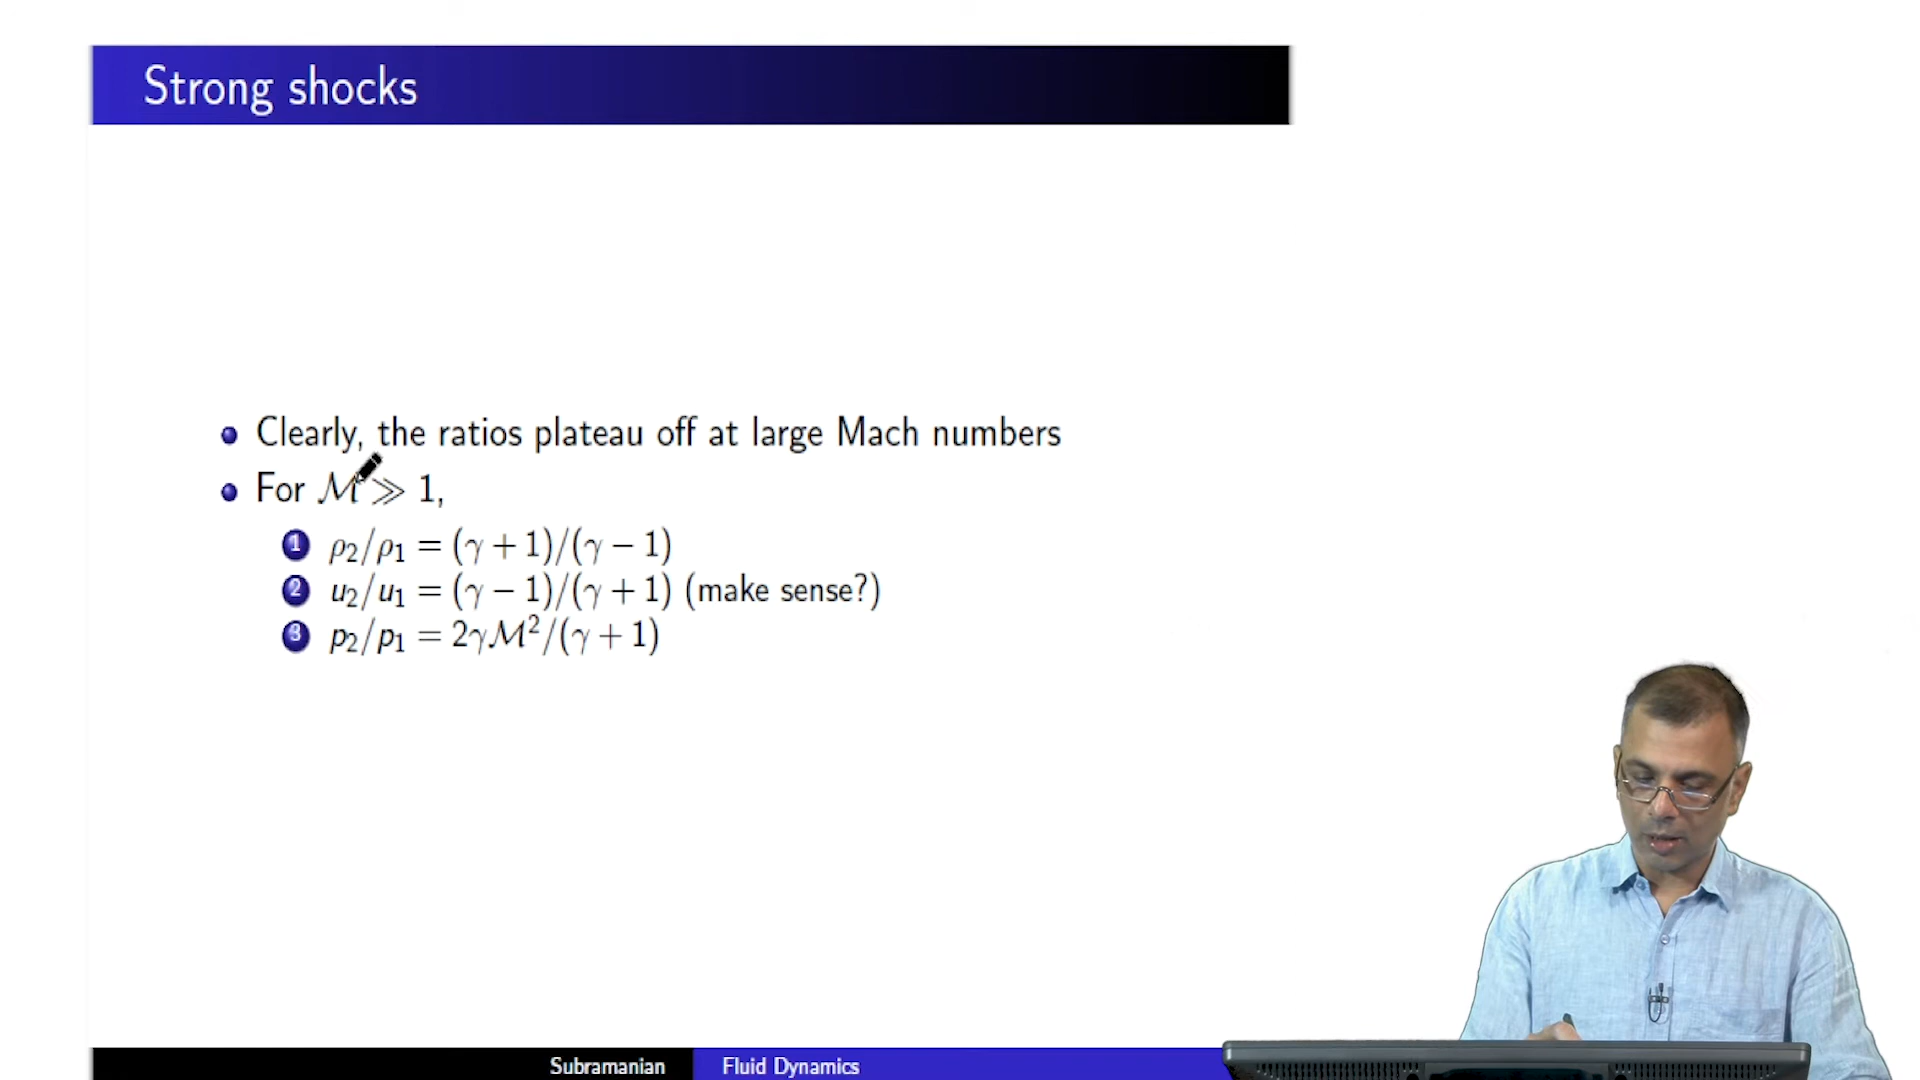 Strong shocks
Clearly, the ratios plateau off at large Mach numbers
For ℳ ≫ 1,
1 ρ₂/ρ₁ = (γ + 1)/(γ − 1)
2 u₂/u₁ = (γ − 1)/(γ + 1) (make sense?)
3 p₂/p₁ = 2γℳ²/(γ + 1)
Subramanian Fluid Dynamics